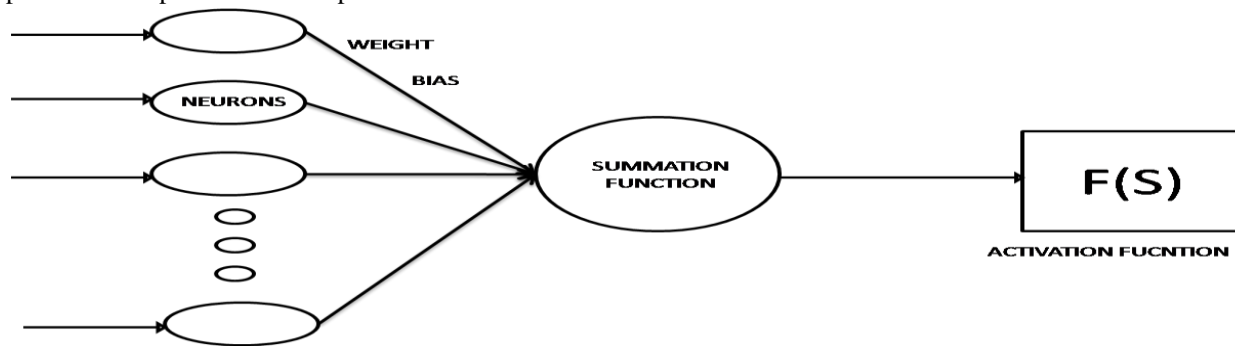 WEIGHT
BIAS
NEURONS
SUMMATION
FUNCTION
F(S)
ACTIVATION FUCNTION